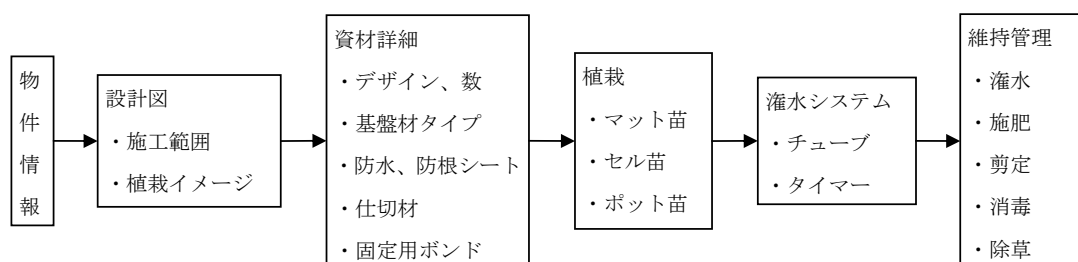 物件情報
設計図
・施工範囲
・植栽イメージ
資材詳細
・デザイン、数
・基盤材タイプ
・防水、防根シート
・仕切材
・固定用ボンド
植栽
・マット苗
・セル苗
・ポット苗
潅水システム
・チューブ
・タイマー
維持管理
・潅水
・施肥
・剪定
・消毒
・除草